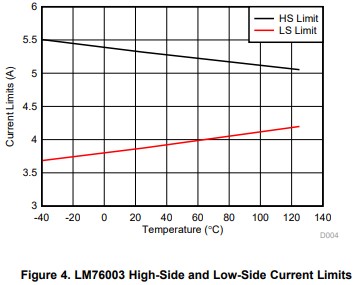 6
5.5
5
4.5
4
3.5
3
Current Limits (A)
HS Limit
LS Limit
-40 -20 0 20 40 60 80 100 120 140
Temperature (°C)
D004
Figure 4. LM76003 High-Side and Low-Side Current Limits